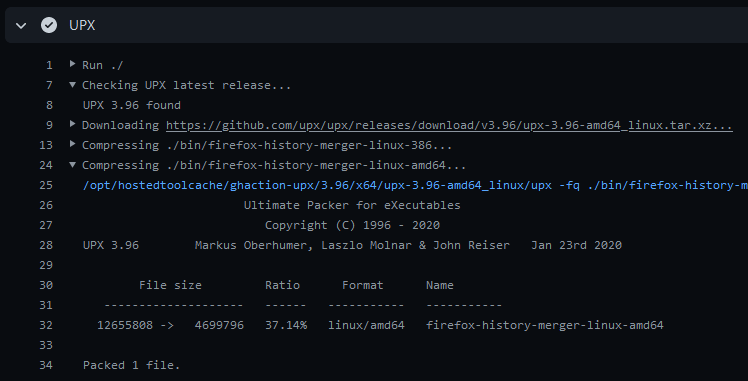 UPX
1 Run ./
7 Checking UPX latest release...
8 UPX 3.96 found
9 Downloading https://github.com/upx/upx/releases/download/v3.96/upx-3.96-amd64_linux.tar.xz...
13 Compressing ./bin/firefox-history-merger-linux-386...
24 Compressing ./bin/firefox-history-merger-linux-amd64...
25 /opt/hostedtoolcache/ghaction-upx/3.96/x64/upx-3.96-amd64_linux/upx -fq ./bin/firefox-history-m
26 Ultimate Packer for eXecutables
27 Copyright (C) 1996 - 2020
28 UPX 3.96 Markus Oberhumer, Laszlo Molnar & John Reiser Jan 23rd 2020
29
30 File size Ratio Format Name
31 -------------------- ------ ----------- -----------
32 12655808 -> 4699796 37.14% linux/amd64 firefox-history-merger-linux-amd64
33
34 Packed 1 file.